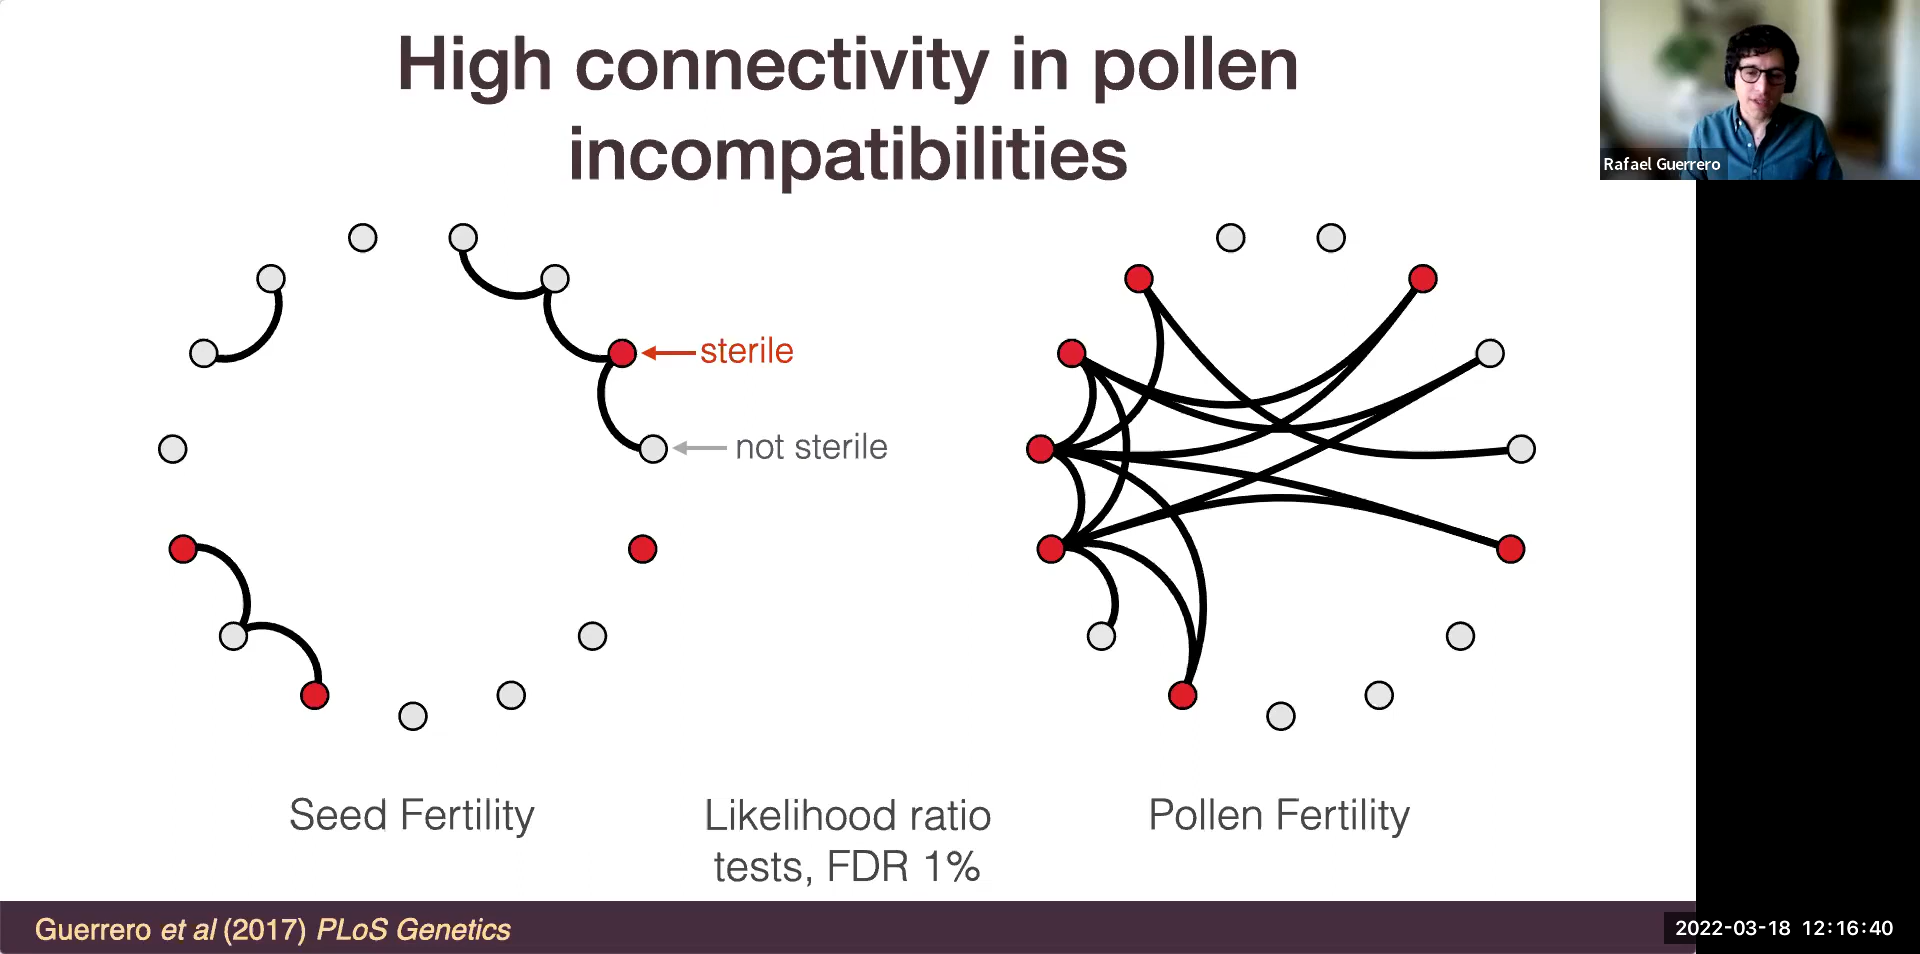 High connectivity in pollen
incompatibilities
Rafael Guerrero
sterile
not sterile
Seed Fertility
Likelihood ratio
tests, FDR 1%
Pollen Fertility
Guerrero et al (2017) PLoS Genetics
2022-03-18 12:16:40